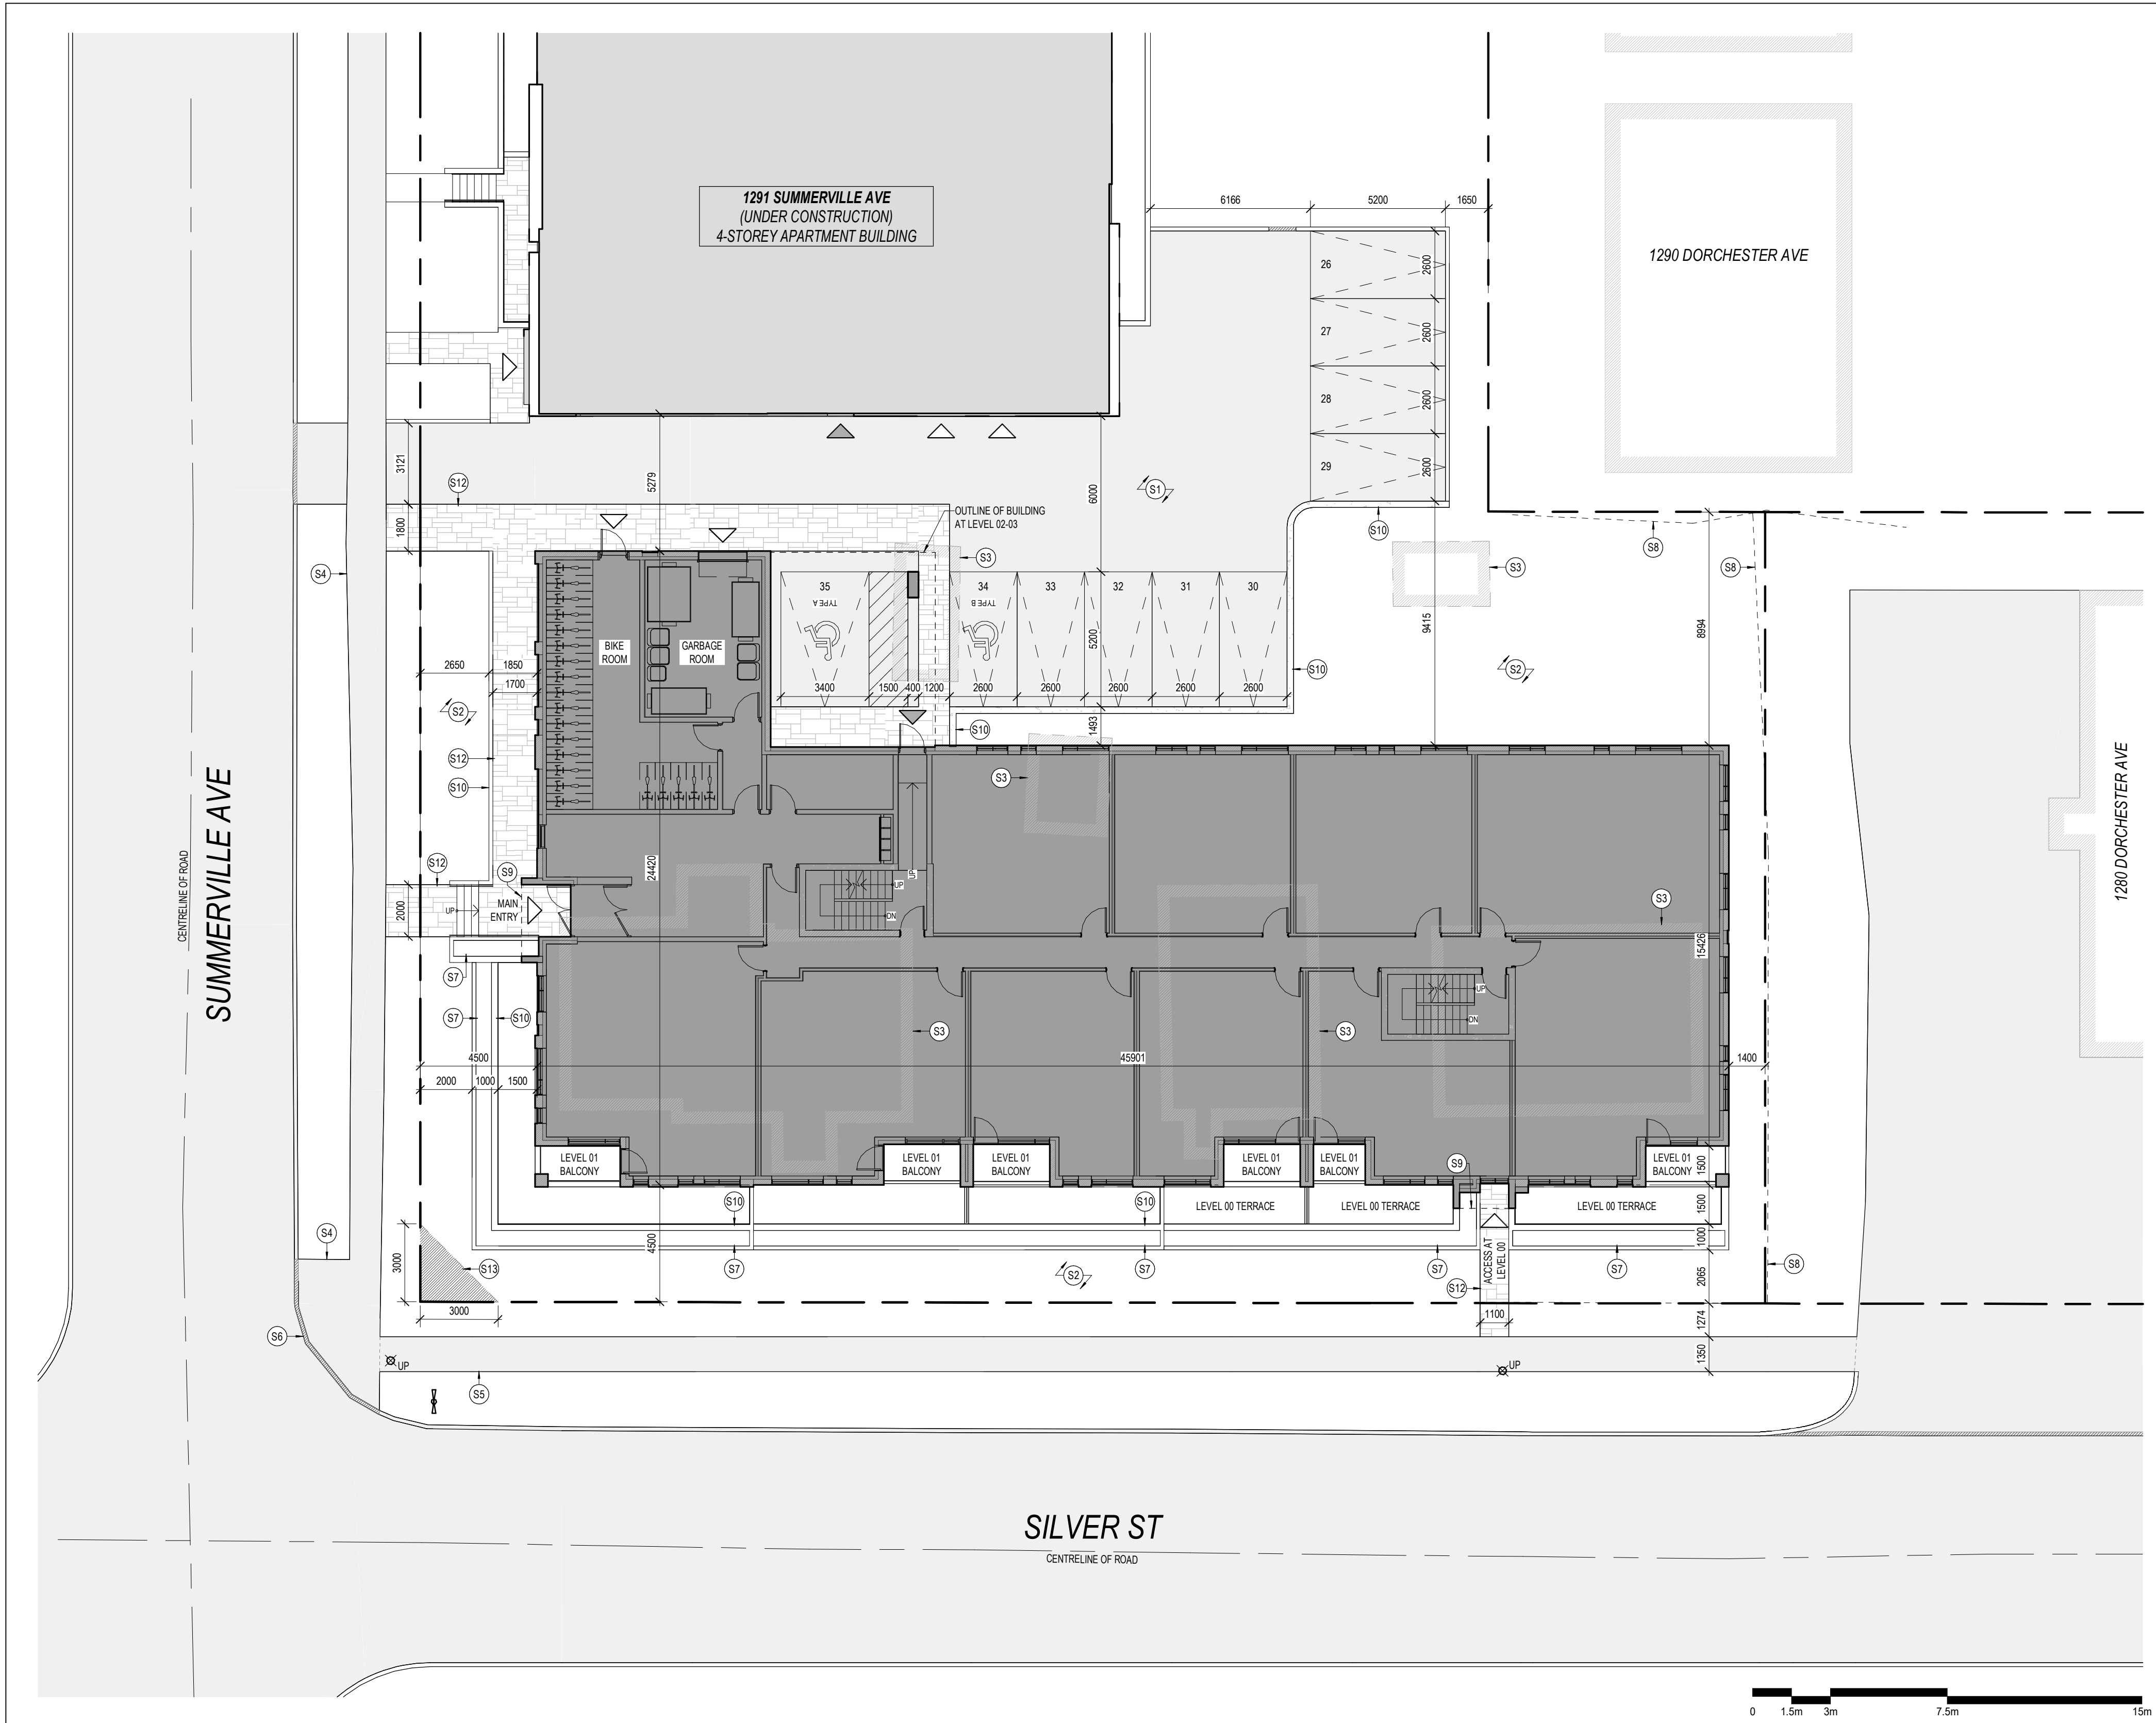 1291 SUMMERVILLE AVE
(UNDER CONSTRUCTION)
4-STOREY APARTMENT BUILDING
6166
5200
1650
1290 DORCHESTER AVE
26
2600
27
2600
28
2600
29
2600
3121
S12
1800
5279
6000
S1
S10
OUTLINE OF BUILDING
AT LEVEL 02-03
S3
S8
S3
S8
S4
35
TYPE A
34
TYPE B
33
32
31
30
BIKE
ROOM
GARBAGE
ROOM
5200
9415
8994
2650
1850
1700
3400
1500
400
1200
2600
2600
2600
2600
2600
S10
S2
S2
S10
1493
S12
S10
S3
SUMMERVILLE AVE
CENTRELINE OF ROAD
1280 DORCHESTER AVE
S12
S9
MAIN
ENTRY
UP
2000
24420
UP
UP
DN
S3
15426
S7
S7
S10
S3
S3
UP
DN
4500
2000
1000
1500
45901
1400
LEVEL 01
BALCONY
LEVEL 01
BALCONY
LEVEL 01
BALCONY
LEVEL 01
BALCONY
LEVEL 01
BALCONY
S9
LEVEL 01
BALCONY
1500
S10
S10
LEVEL 00 TERRACE
LEVEL 00 TERRACE
LEVEL 00 TERRACE
1500
1000
S4
3000
S13
4500
S7
S2
S7
S7
ACCESS AT
LEVEL 00
S12
S7
2065
S8
3000
1100
1274
S6
UP
S5
UP
1350
SILVER ST
CENTRELINE OF ROAD
0
1.5m
3m
7.5m
15m